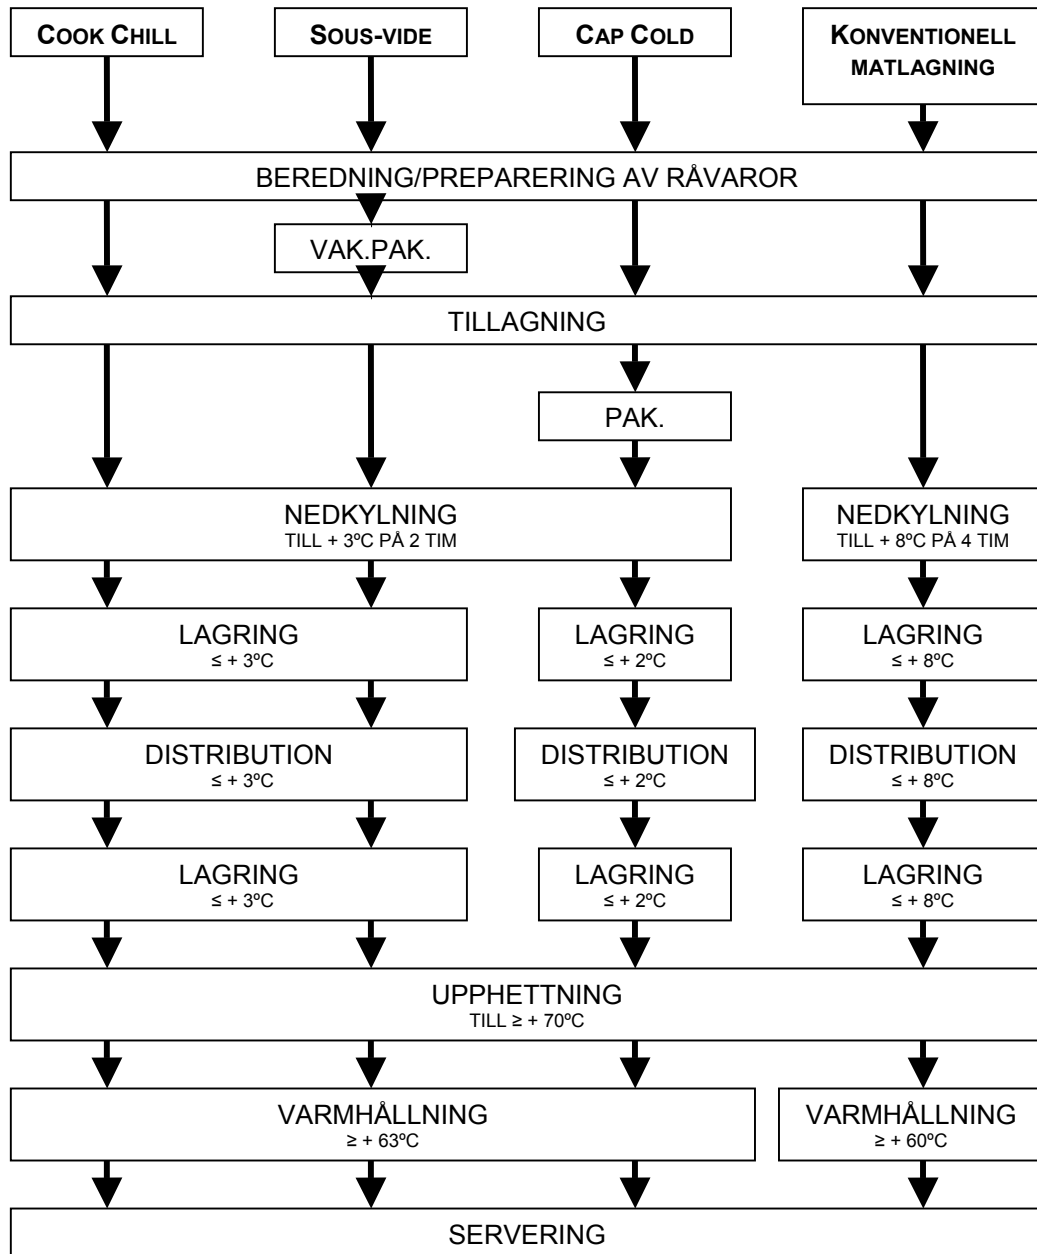 COOK CHILL
SOUS-VIDE
CAP COLD
KONVENTIONELL
MATLAGNING
BEREDNING/PREPARERING AV RÅVAROR
VAK.PAK.
TILLAGNING
PAK.
NEDKYLNING
TILL + 3ºC PÅ 2 TIM
NEDKYLNING
TILL + 8ºC PÅ 4 TIM
LAGRING
≤ + 3ºC
LAGRING
≤ + 2ºC
LAGRING
≤ + 8ºC
DISTRIBUTION
≤ + 3ºC
DISTRIBUTION
≤ + 2ºC
DISTRIBUTION
≤ + 8ºC
LAGRING
≤ + 3ºC
LAGRING
≤ + 2ºC
LAGRING
≤ + 8ºC
UPPHETTNING
TILL ≥ + 70ºC
VARMHÅLLNING
≥ + 63ºC
VARMHÅLLNING
≥ + 60ºC
SERVERING